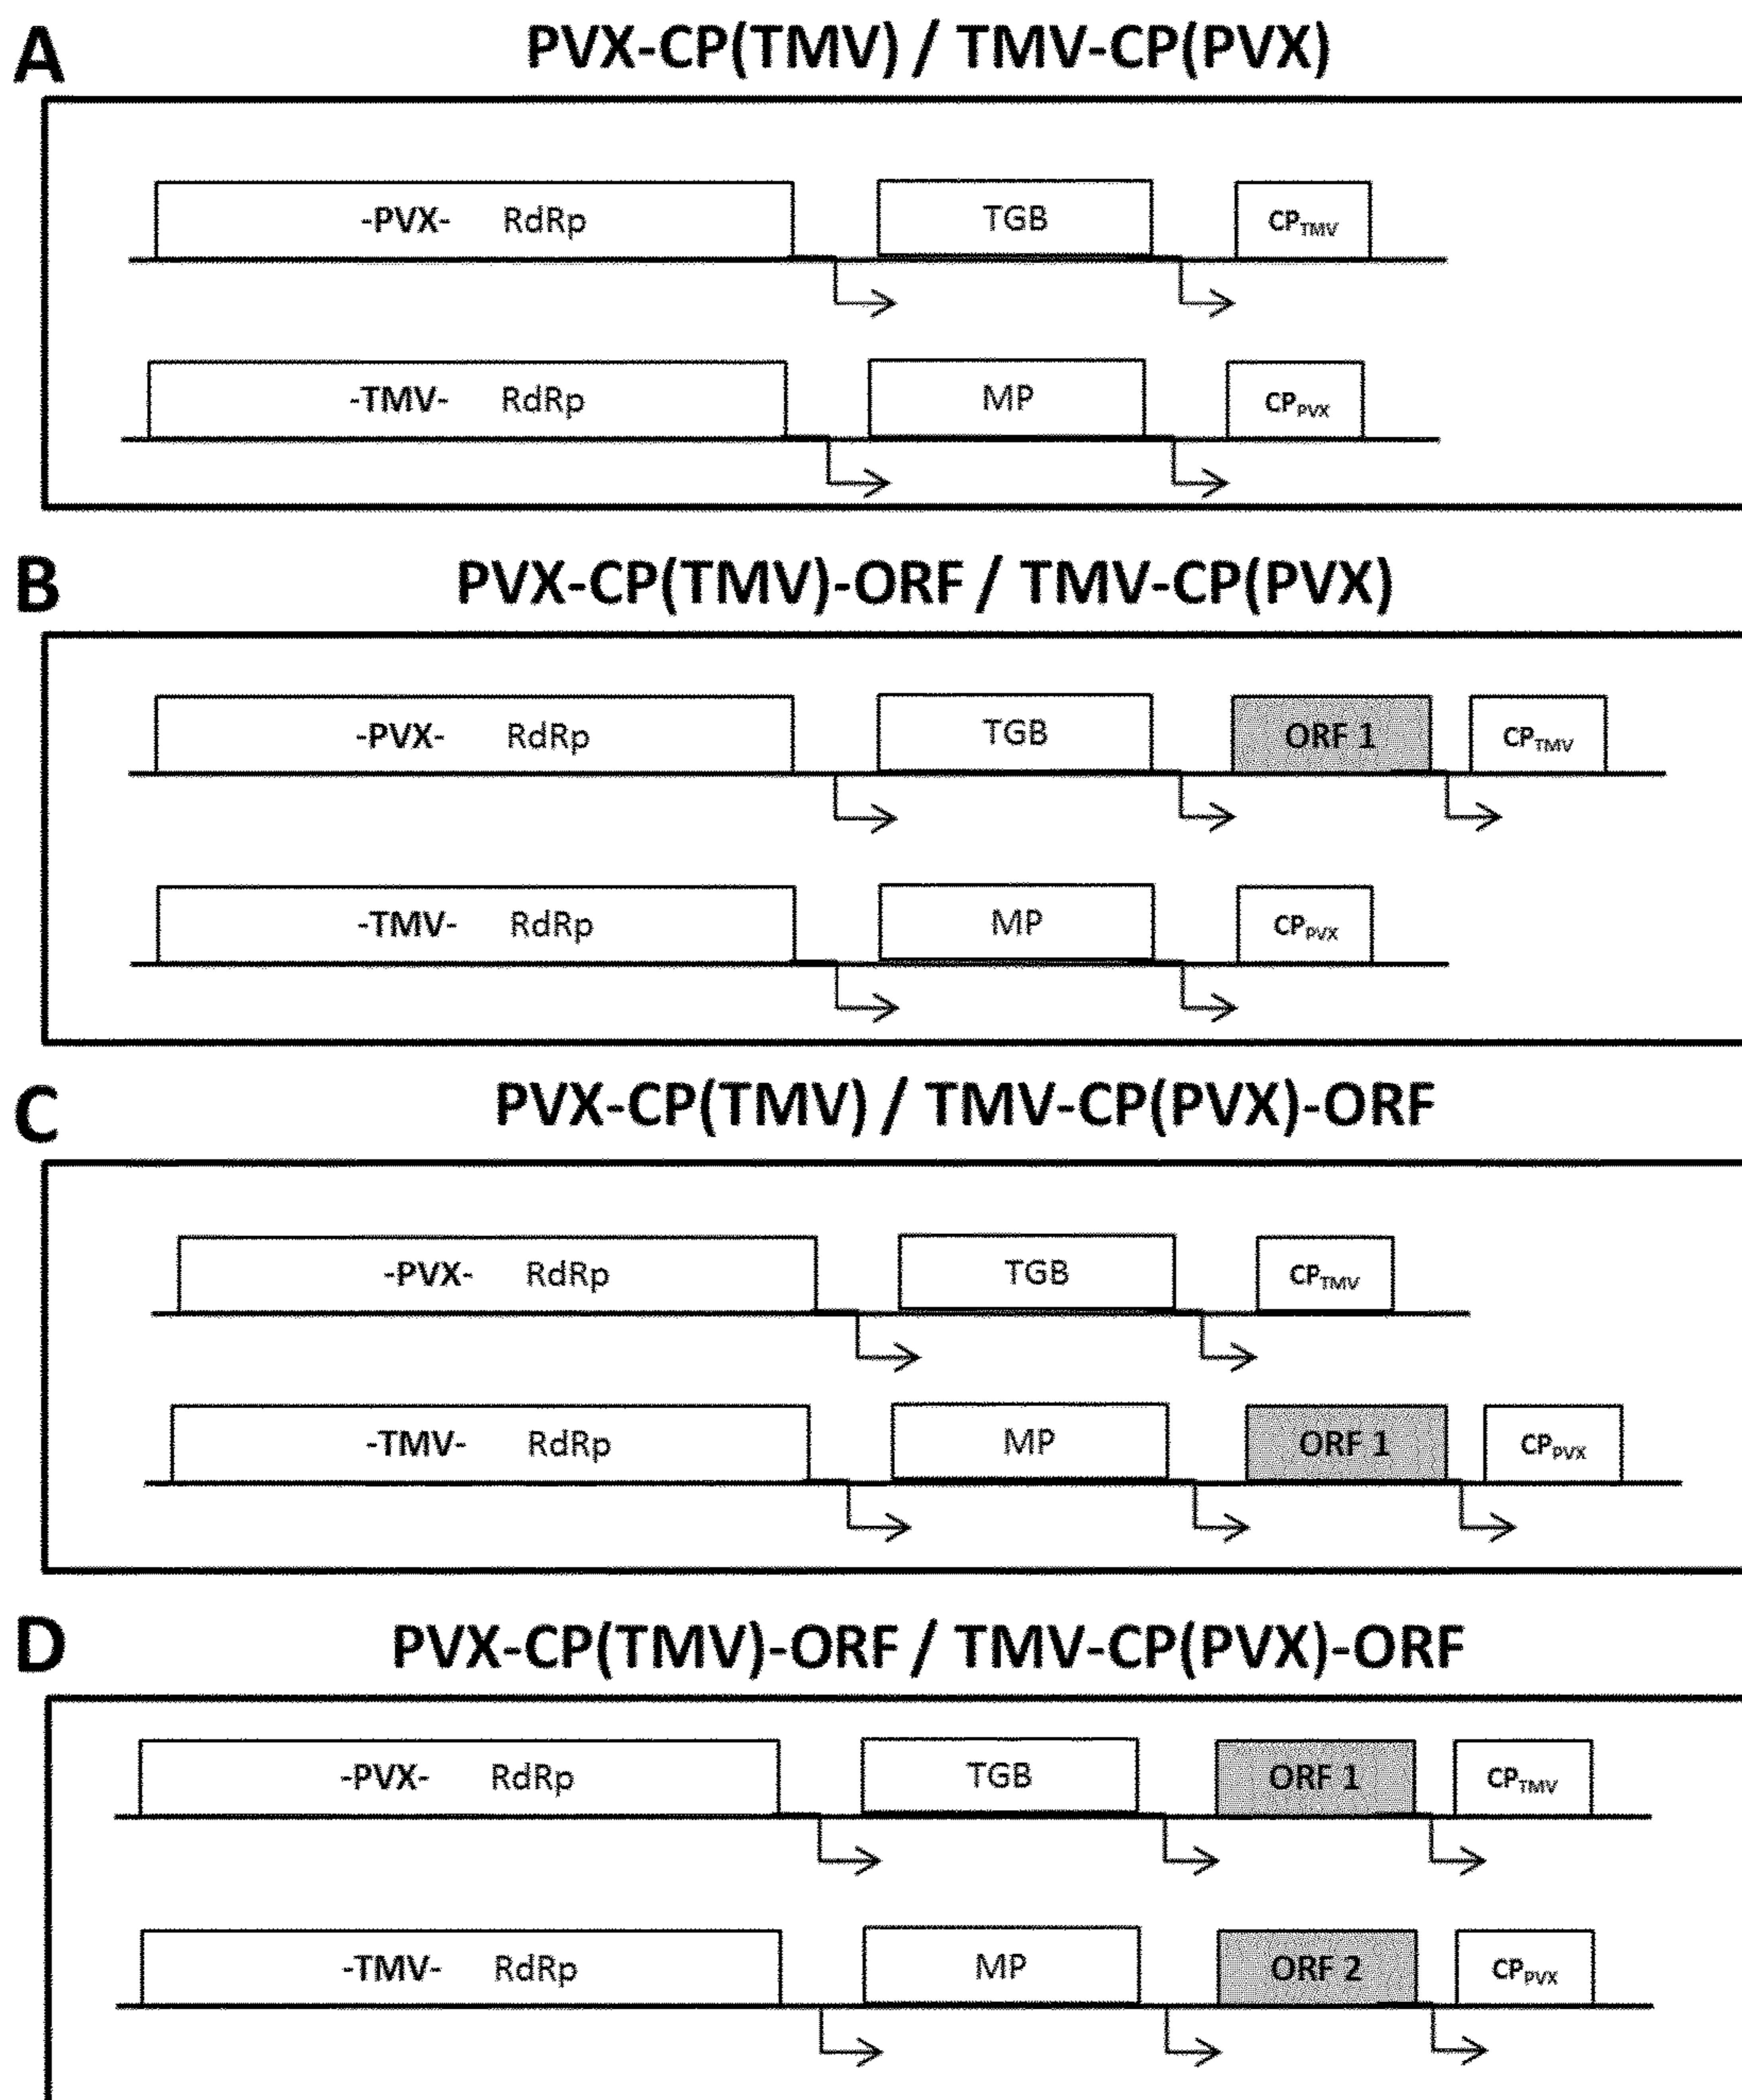 A PVX-CP(TMV) / TMV-CP(PVX)
-PVX- RdRp TGB CPTMV
-TMV- RdRp MP CPPVX
B PVX-CP(TMV)-ORF / TMV-CP(PVX)
-PVX- RdRp TGB ORF 1 CPTMV
-TMV- RdRp MP CPPVX
C PVX-CP(TMV) / TMV-CP(PVX)-ORF
-PVX- RdRp TGB CPTMV
-TMV- RdRp MP ORF 1 CPPVX
D PVX-CP(TMV)-ORF / TMV-CP(PVX)-ORF
-PVX- RdRp TGB ORF 1 CPTMV
-TMV- RdRp MP ORF 2 CPPVX